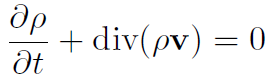 ∂ρ/∂t + div(ρ𝐯) = 0